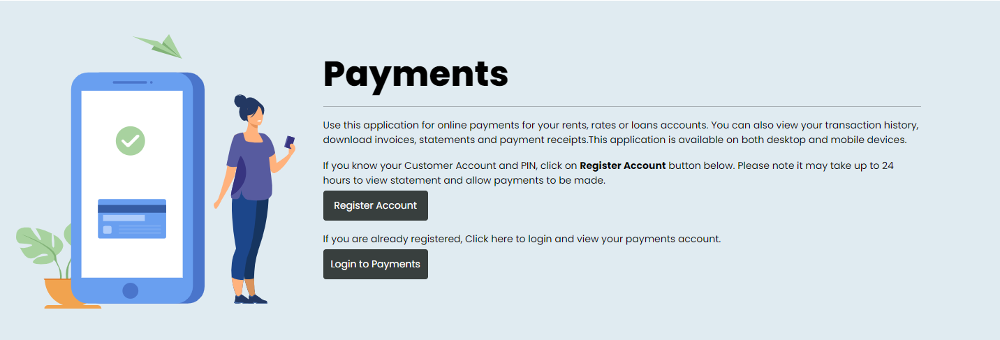 Payments
Use this application for online payments for your rents, rates or loans accounts. You can also view your transaction history,
download invoices, statements and payment receipts.This application is available on both desktop and mobile devices.
If you know your Customer Account and PIN, click on Register Account button below. Please note it may take up to 24
hours to view statement and allow payments to be made.
Register Account
If you are already registered, Click here to login and view your payments account.
Login to Payments